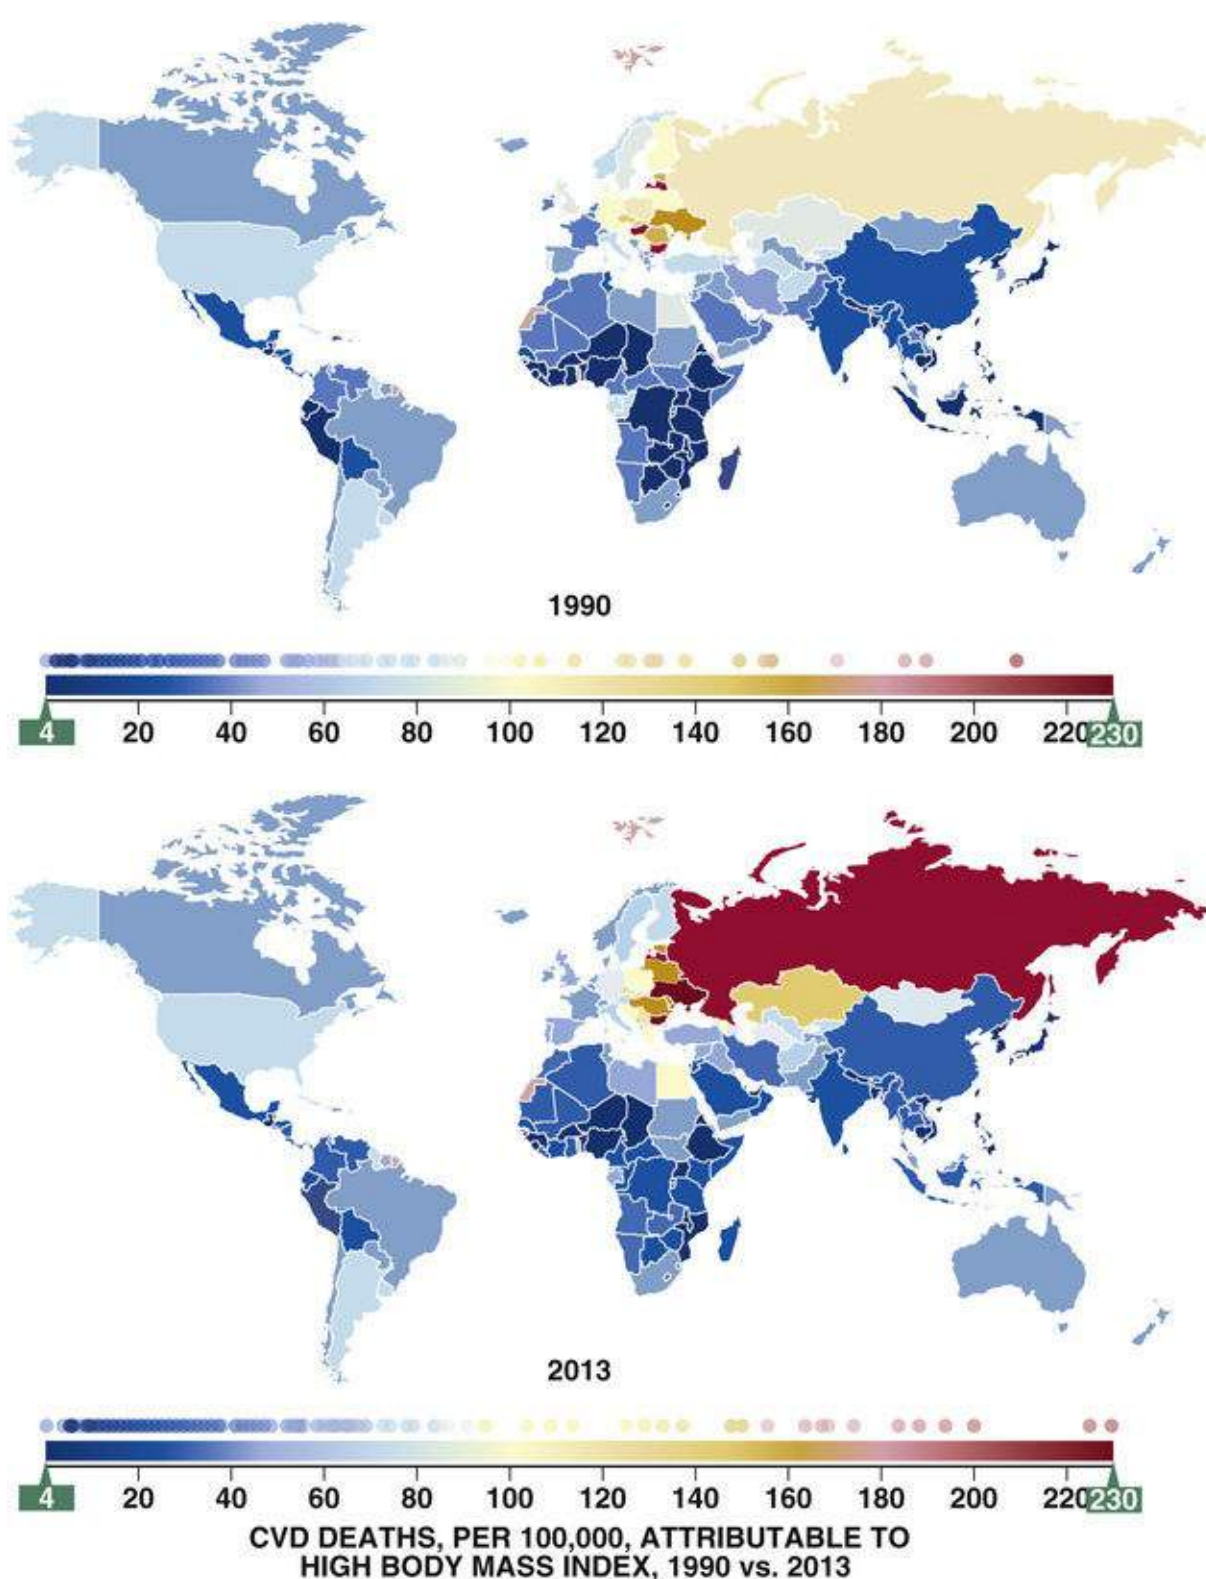 1990
4 20 40 60 80 100 120 140 160 180 200 220 230
2013
4 20 40 60 80 100 120 140 160 180 200 220 230
CVD DEATHS, PER 100,000, ATTRIBUTABLE TO
HIGH BODY MASS INDEX, 1990 vs. 2013